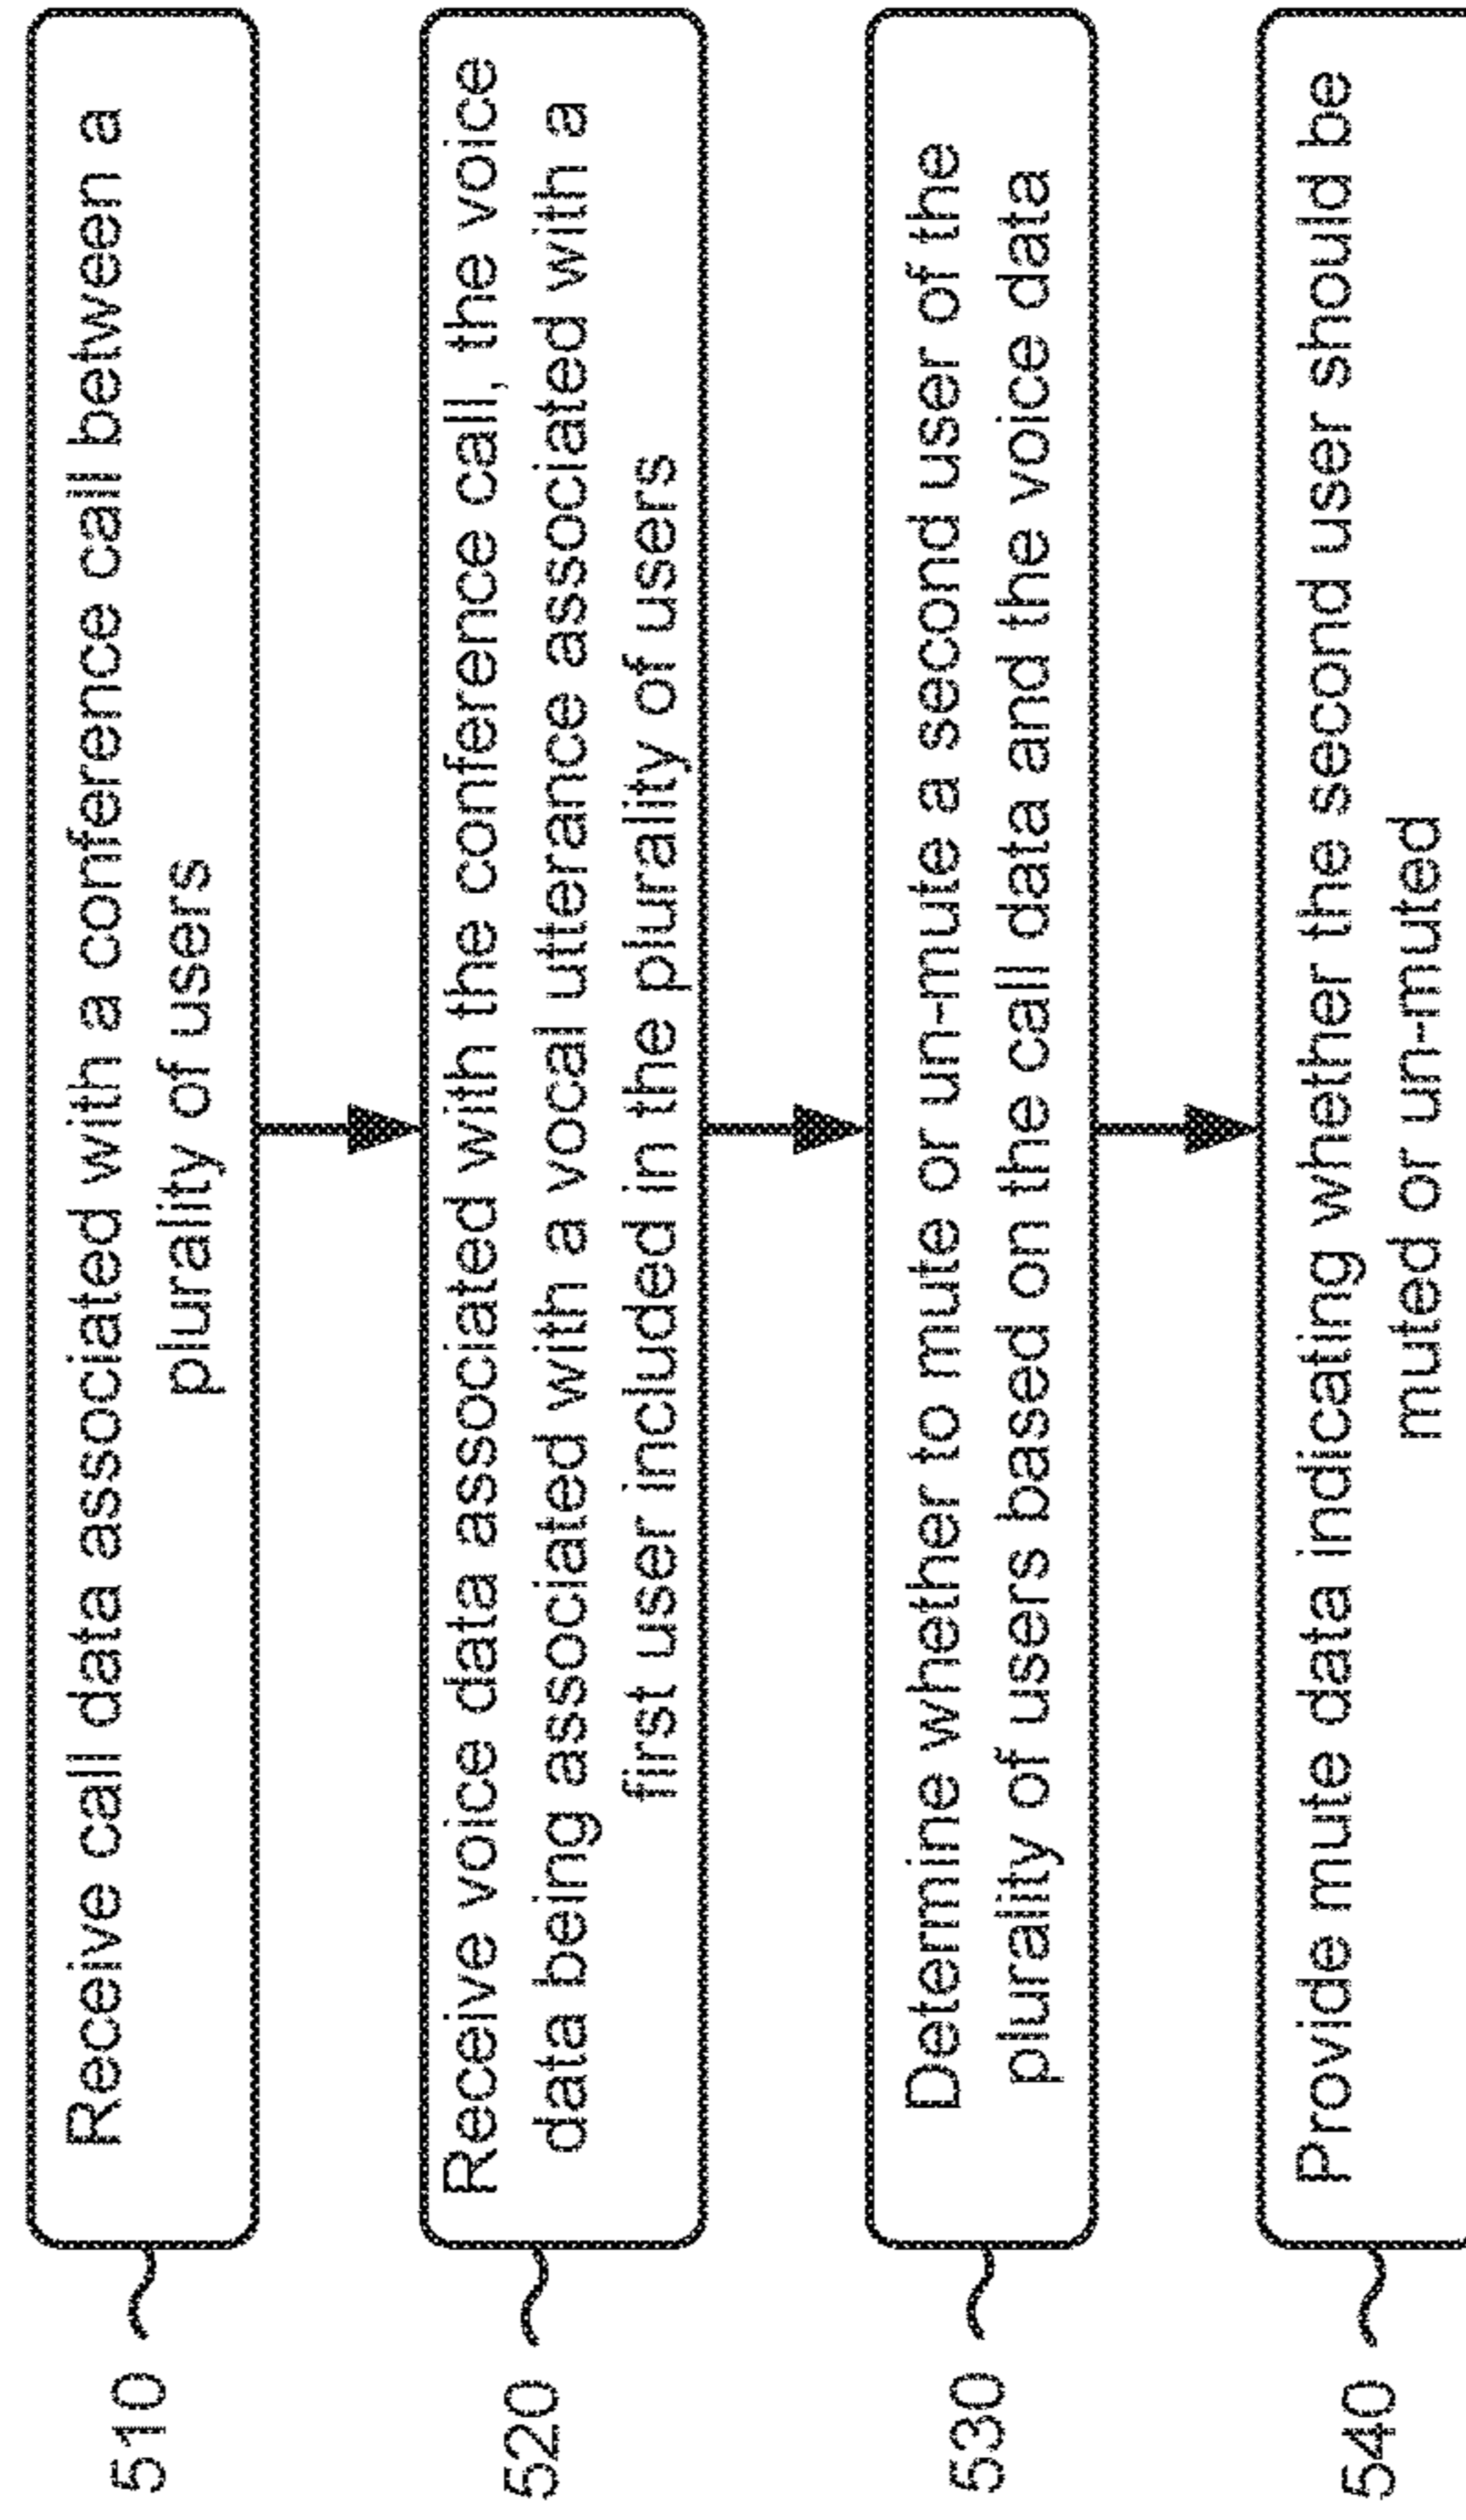 510
Receive call data associated with a conference call between a
plurality of users
520
Receive voice data associated with the conference call, the voice
data being associated with a vocal utterance associated with a
first user included in the plurality of users
530
Determine whether to mute or un-mute a second user of the
plurality of users based on the call data and the voice data
540
Provide mute data indicating whether the second user should be
muted or un-muted